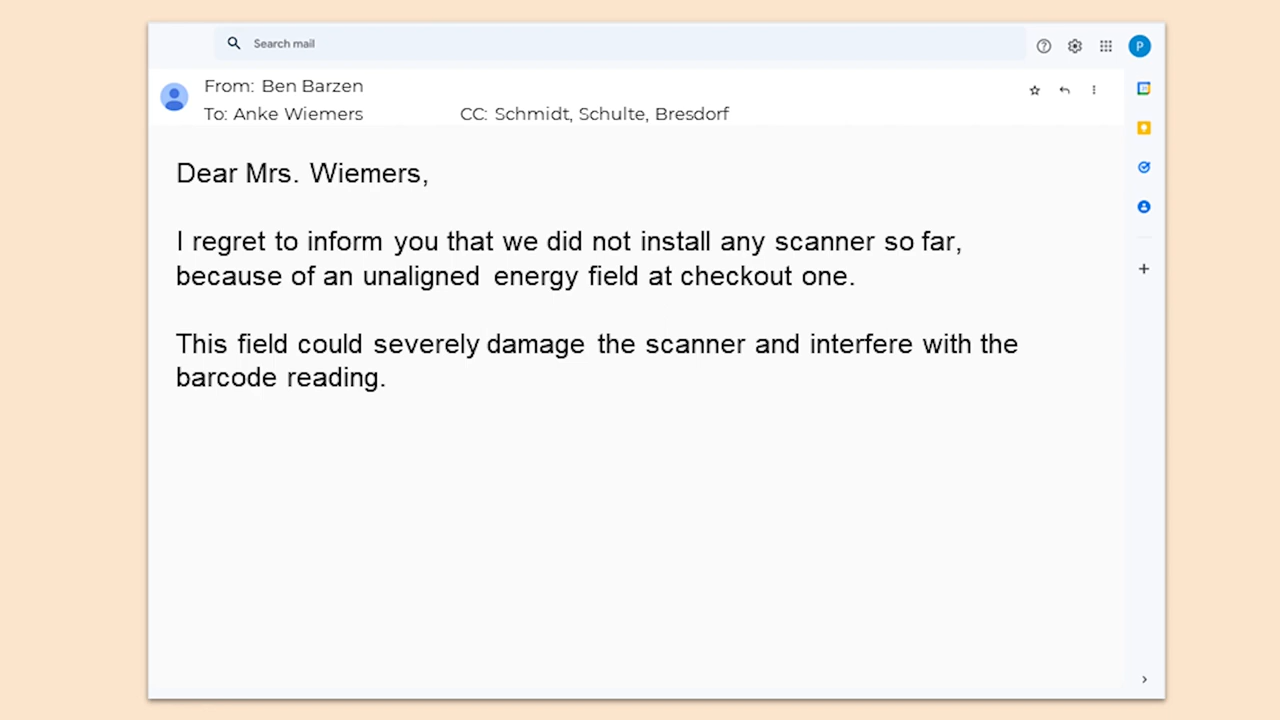 Search mail
P
From: Ben Barzen
To: Anke Wiemers CC: Schmidt, Schulte, Bresdorf
Dear Mrs. Wiemers,
I regret to inform you that we did not install any scanner so far,
because of an unaligned energy field at checkout one.
This field could severely damage the scanner and interfere with the
barcode reading.